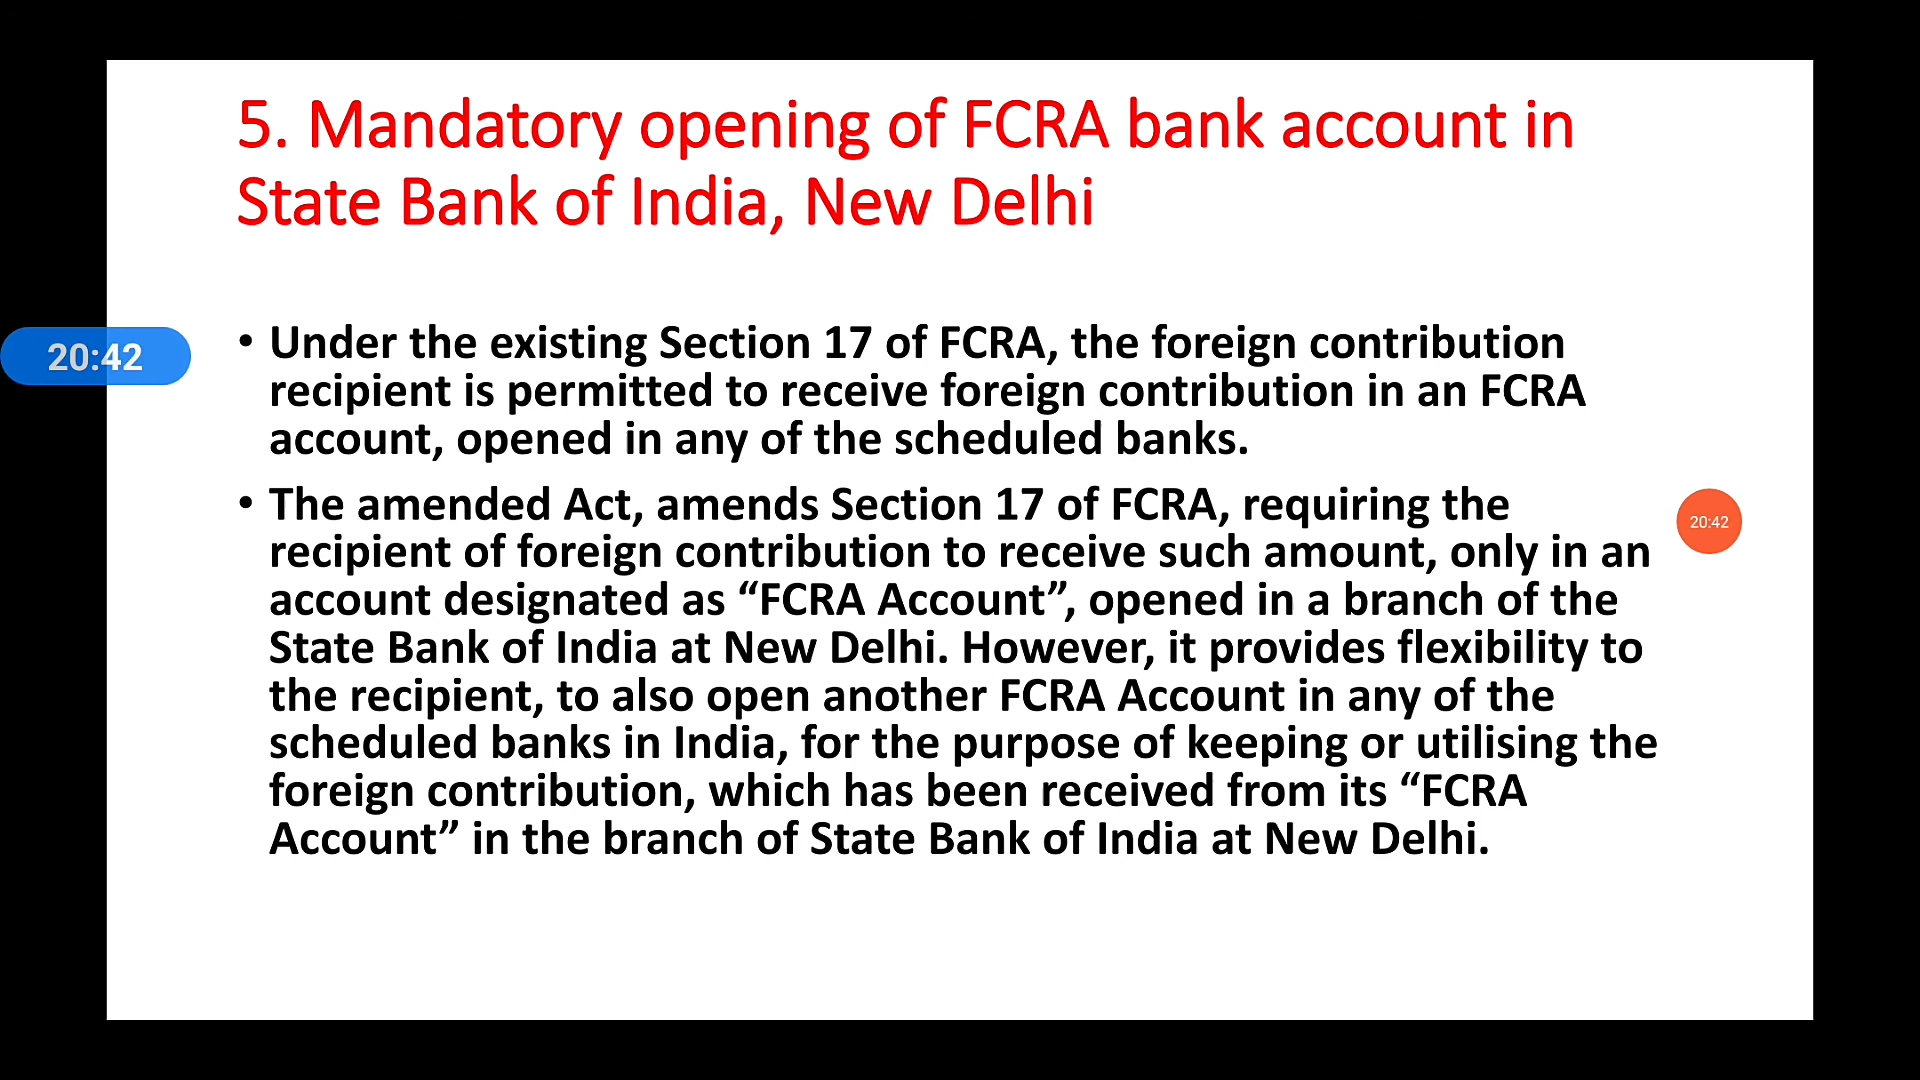 5. Mandatory opening of FCRA bank account in
State Bank of India, New Delhi
20:42
• Under the existing Section 17 of FCRA, the foreign contribution
recipient is permitted to receive foreign contribution in an FCRA
account, opened in any of the scheduled banks.
• The amended Act, amends Section 17 of FCRA, requiring the
20:42
recipient of foreign contribution to receive such amount, only in an
account designated as “FCRA Account”, opened in a branch of the
State Bank of India at New Delhi. However, it provides flexibility to
the recipient, to also open another FCRA Account in any of the
scheduled banks in India, for the purpose of keeping or utilising the
foreign contribution, which has been received from its “FCRA
Account” in the branch of State Bank of India at New Delhi.